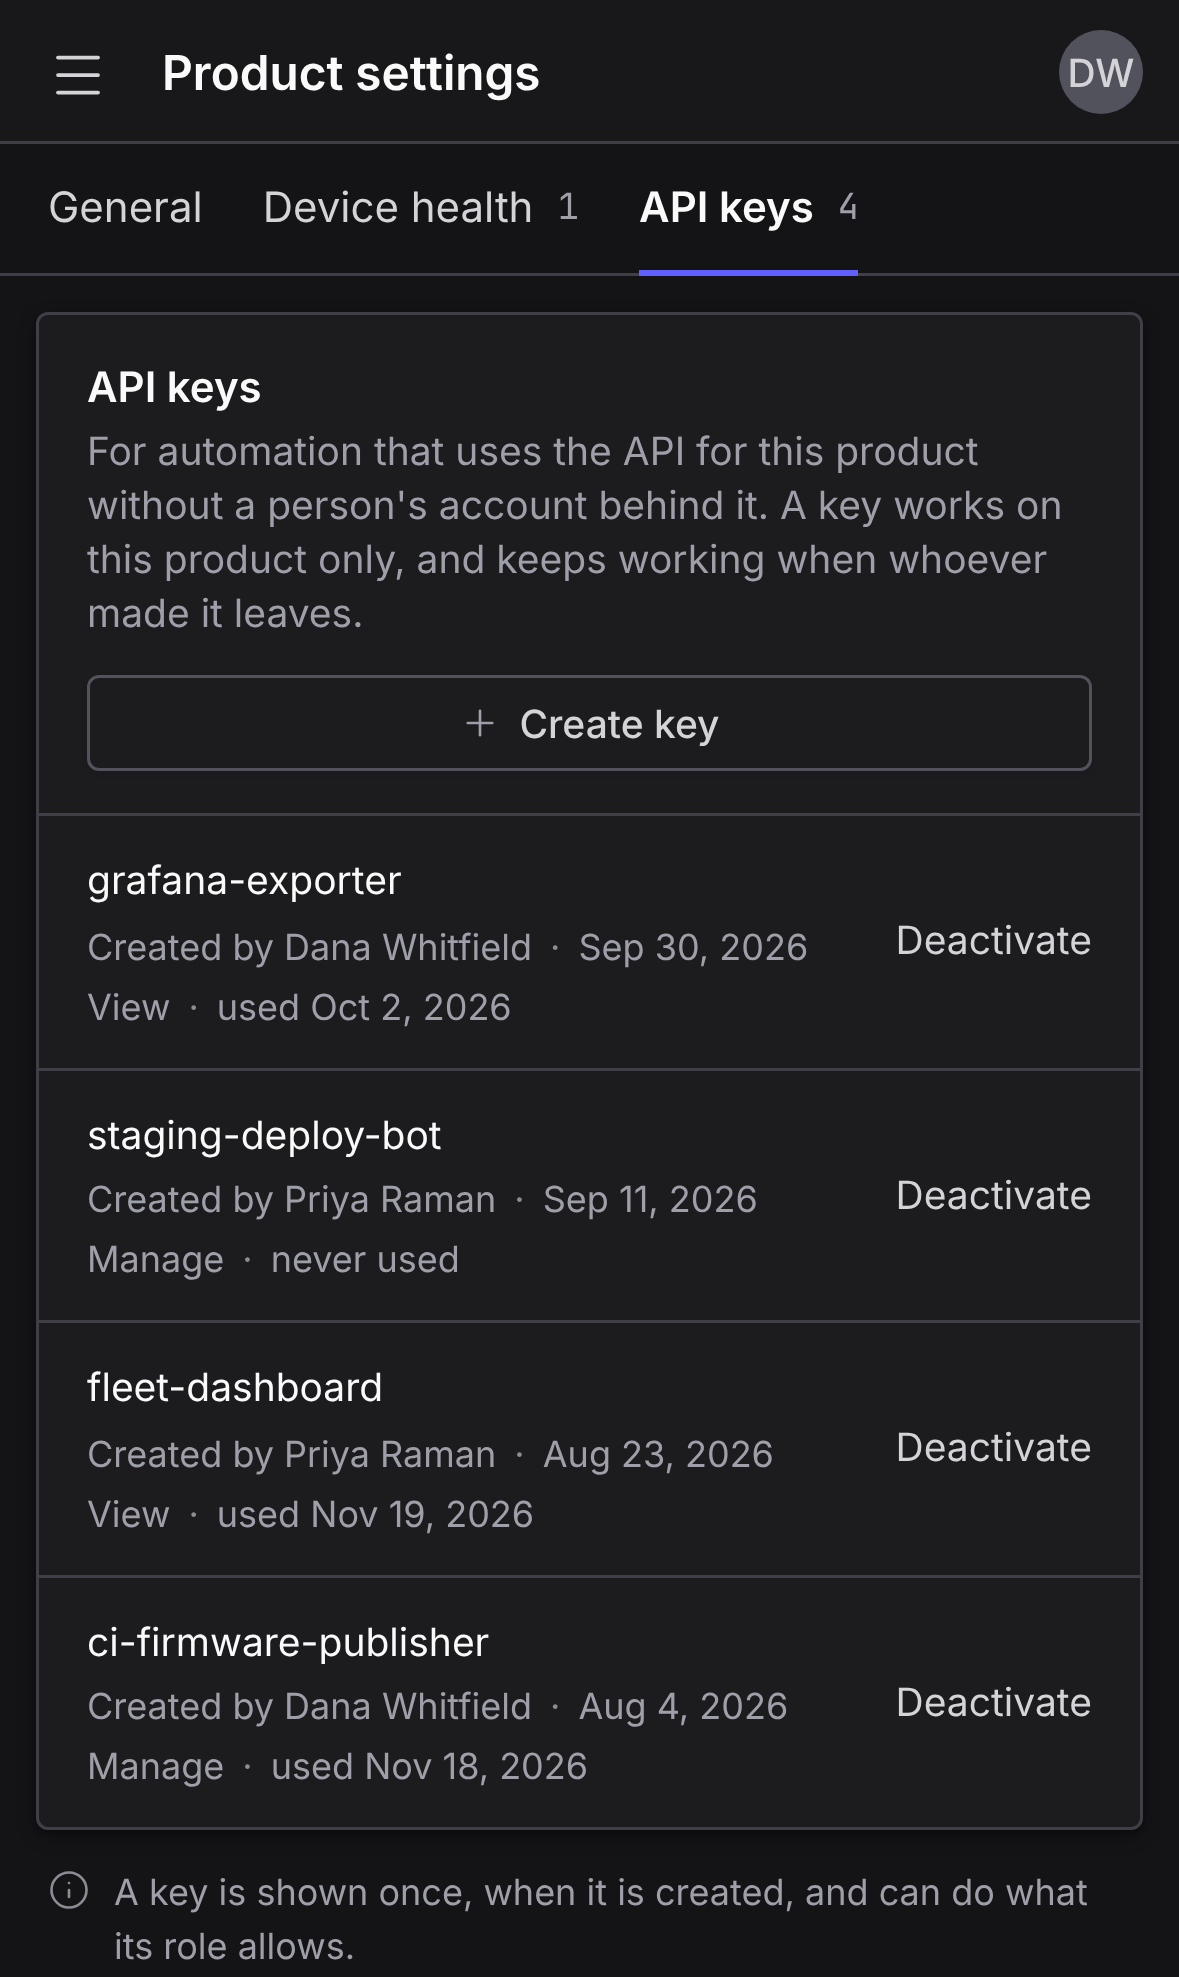 Product settings
DW
General
Device health 1
API keys 4
API keys
For automation that uses the API for this product
without a person's account behind it. A key works on
this product only, and keeps working when whoever
made it leaves.
+ Create key
grafana-exporter
Created by Dana Whitfield · Sep 30, 2026
View · used Oct 2, 2026
Deactivate
staging-deploy-bot
Created by Priya Raman · Sep 11, 2026
Manage · never used
Deactivate
fleet-dashboard
Created by Priya Raman · Aug 23, 2026
View · used Nov 19, 2026
Deactivate
ci-firmware-publisher
Created by Dana Whitfield · Aug 4, 2026
Manage · used Nov 18, 2026
Deactivate
A key is shown once, when it is created, and can do what
its role allows.